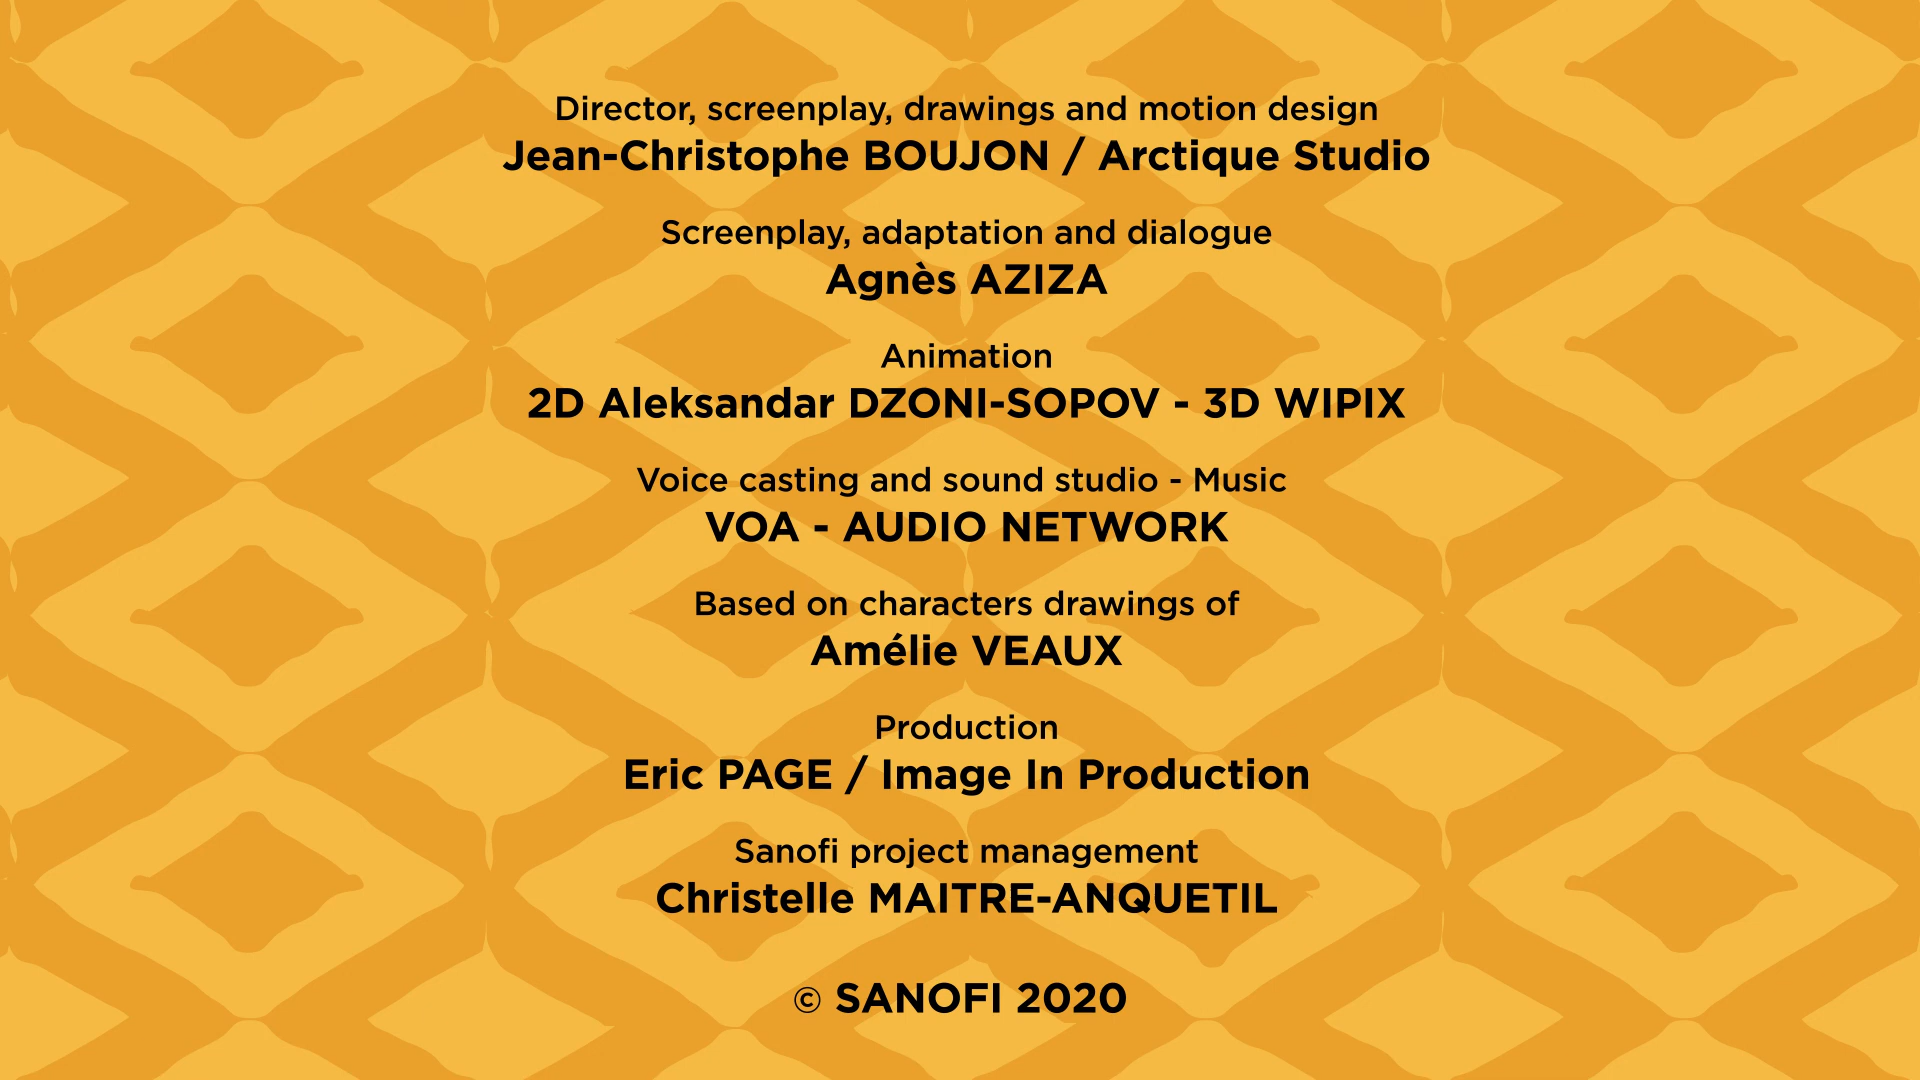 Director, screenplay, drawings and motion design
Jean-Christophe BOUJON / Arctique Studio
Screenplay, adaptation and dialogue
Agnès AZIZA
Animation
2D Aleksandar DZONI-SOPOV - 3D WIPIX
Voice casting and sound studio - Music
VOA - AUDIO NETWORK
Based on characters drawings of
Amélie VEAUX
Production
Eric PAGE / Image In Production
Sanofi project management
Christelle MAITRE-ANQUETIL
© SANOFI 2020